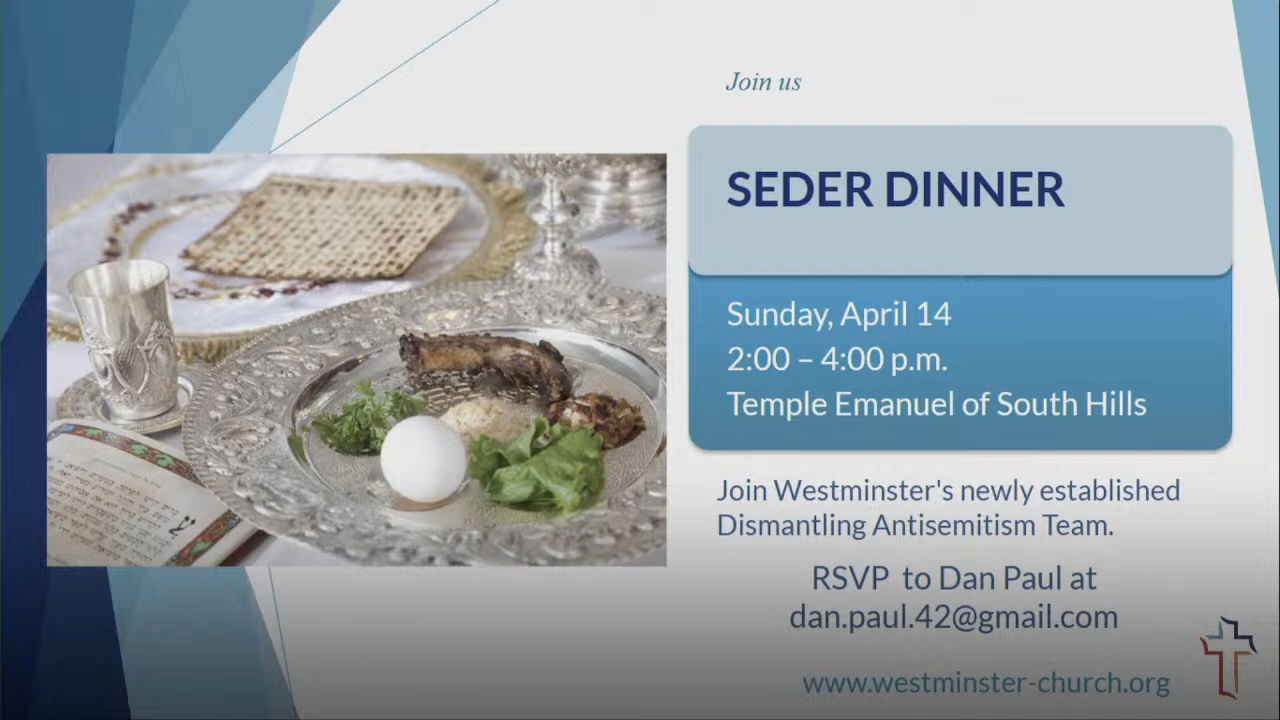 Join us
SEDER DINNER
Sunday, April 14
2:00 – 4:00 p.m.
Temple Emanuel of South Hills
Join Westminster's newly established
Dismantling Antisemitism Team.
RSVP to Dan Paul at
dan.paul.42@gmail.com
www.westminster-church.org